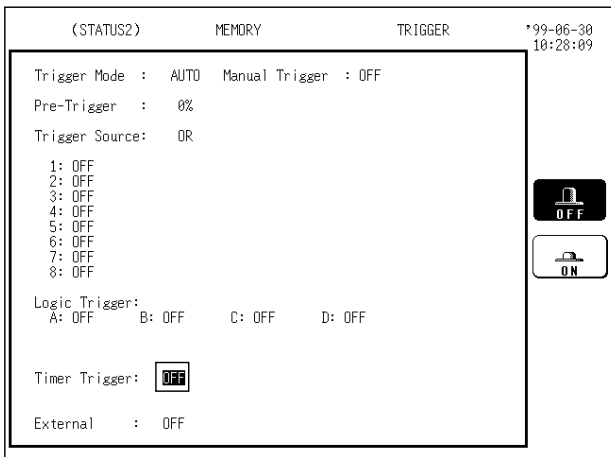 (STATUS2) MEMORY TRIGGER '99-06-30
10:28:09
Trigger Mode : AUTO Manual Trigger : OFF
Pre-Trigger : 0%
Trigger Source: OR
1: OFF
2: OFF
3: OFF
4: OFF
5: OFF
6: OFF
7: OFF
8: OFF
OFF
ON
Logic Trigger:
A: OFF B: OFF C: OFF D: OFF
Timer Trigger: OFF
External : OFF